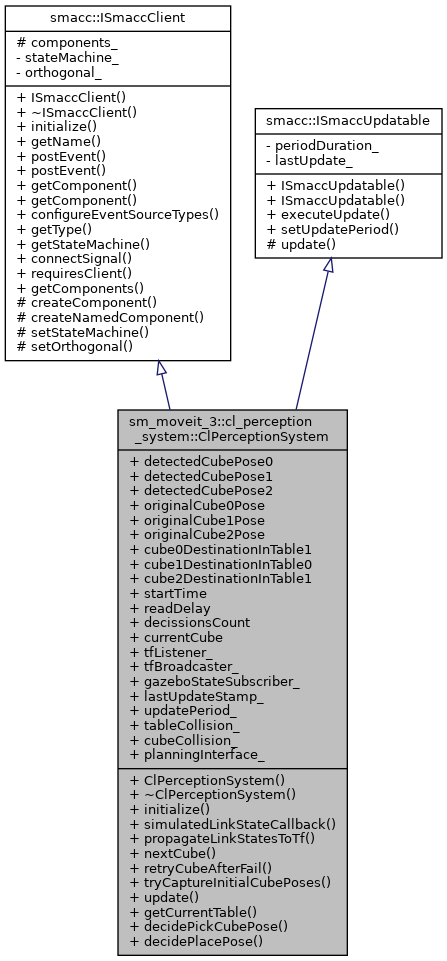 smacc::ISmaccClient
# components_
- stateMachine_
- orthogonal_
+ ISmaccClient()
+ ~ISmaccClient()
+ initialize()
+ getName()
+ postEvent()
+ postEvent()
+ getComponent()
+ getComponent()
+ configureEventSourceTypes()
+ getType()
+ getStateMachine()
+ connectSignal()
+ requiresClient()
+ getComponents()
# createComponent()
# createNamedComponent()
# setStateMachine()
# setOrthogonal()
smacc::ISmaccUpdatable
- periodDuration_
- lastUpdate_
+ ISmaccUpdatable()
+ ISmaccUpdatable()
+ executeUpdate()
+ setUpdatePeriod()
# update()
sm_moveit_3::cl_perception
_system::ClPerceptionSystem
+ detectedCubePose0
+ detectedCubePose1
+ detectedCubePose2
+ originalCube0Pose
+ originalCube1Pose
+ originalCube2Pose
+ cube0DestinationInTable1
+ cube1DestinationInTable0
+ cube2DestinationInTable1
+ startTime
+ readDelay
+ decissionsCount
+ currentCube
+ tfListener_
+ tfBroadcaster_
+ gazeboStateSubscriber_
+ lastUpdateStamp_
+ updatePeriod_
+ tableCollision_
+ cubeCollision_
+ planningInterface_
+ ClPerceptionSystem()
+ ~ClPerceptionSystem()
+ initialize()
+ simulatedLinkStateCallback()
+ propagateLinkStatesToTf()
+ nextCube()
+ retryCubeAfterFail()
+ tryCaptureInitialCubePoses()
+ update()
+ getCurrentTable()
+ decidePickCubePose()
+ decidePlacePose()